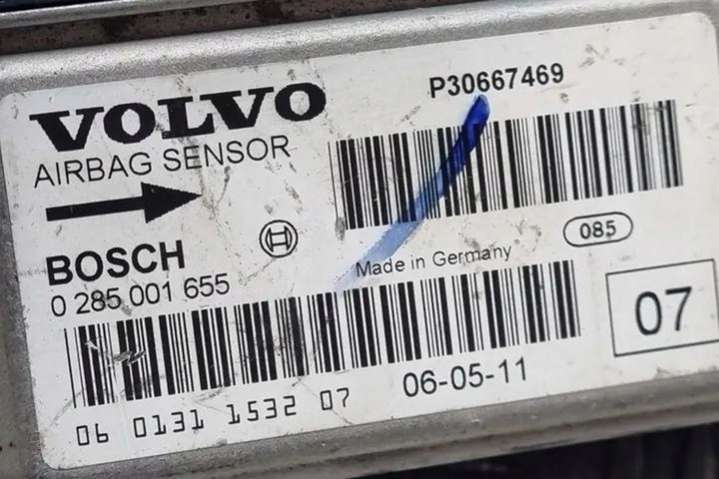 VOLVO
P30667469
AIRBAG SENSOR
BOSCH
085
Made in Germany
0 285 001 655
07
06-05-11
06 0131 1532 07